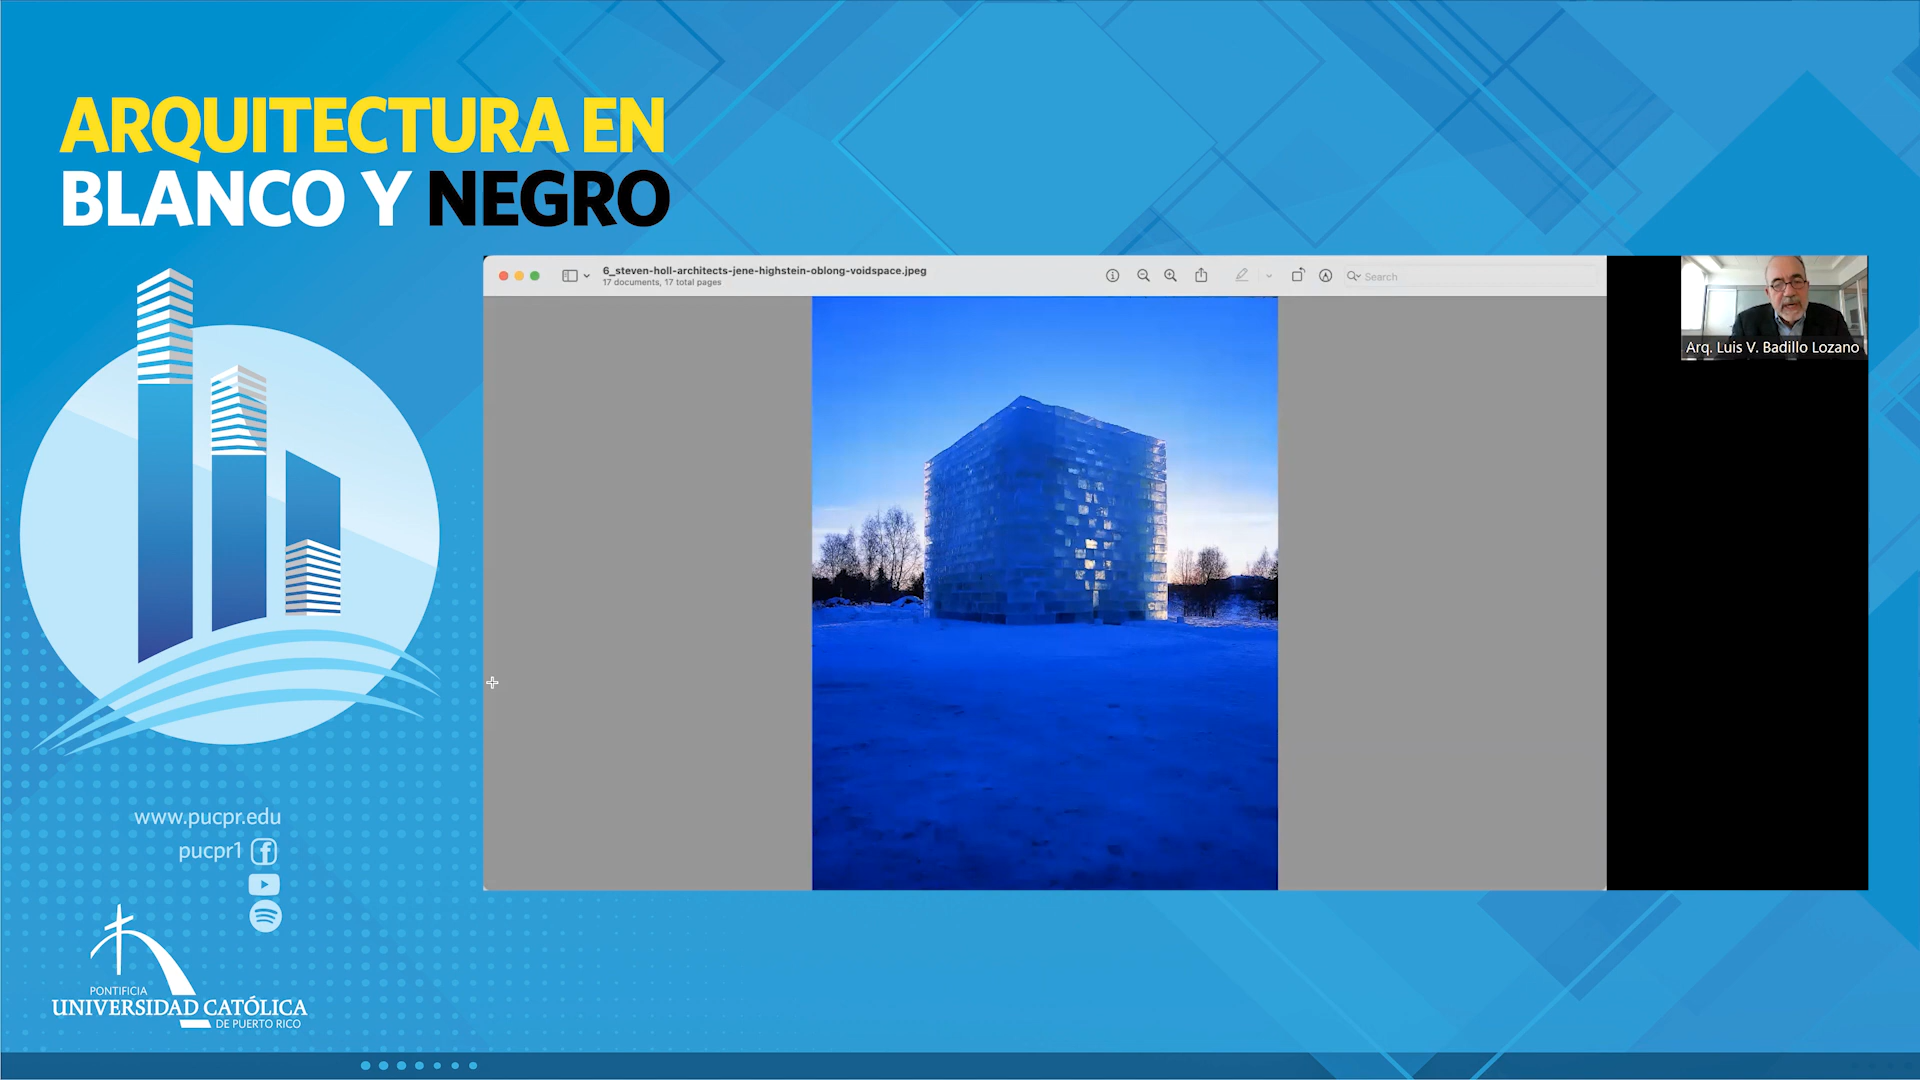 ARQUITECTURA EN
BLANCO Y NEGRO
6_steven-holl-architects-jene-highstein-oblong-voidspace.jpeg
17 documents, 17 total pages
Search
Arq. Luis V. Badillo Lozano
www.pucpr.edu
pucpr1
PONTIFICIA
UNIVERSIDAD CATÓLICA
DE PUERTO RICO